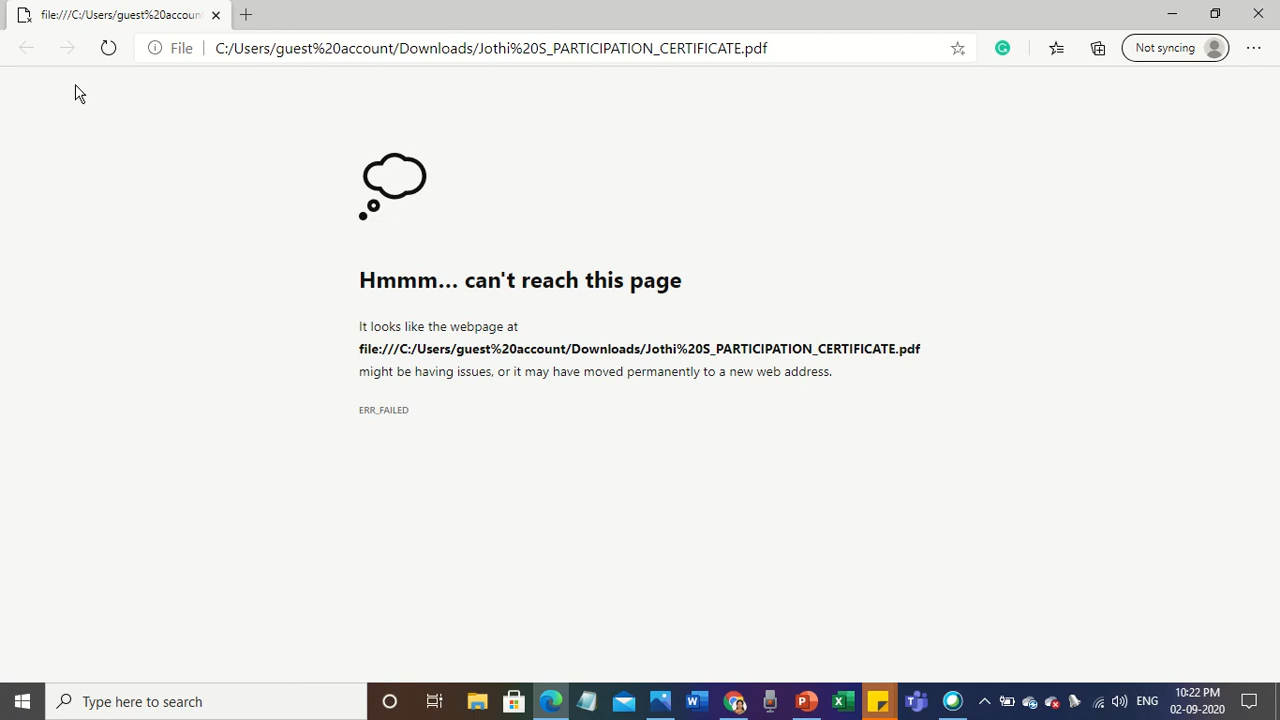 file:///C:/Users/guest%20accoun
File
C:/Users/guest%20account/Downloads/Jothi%20S_PARTICIPATION_CERTIFICATE.pdf
Not syncing
Hmmm... can't reach this page
It looks like the webpage at
file:///C:/Users/guest%20account/Downloads/Jothi%20S_PARTICIPATION_CERTIFICATE.pdf
might be having issues, or it may have moved permanently to a new web address.
ERR_FAILED
Type here to search
ENG
10:22 PM
02-09-2020